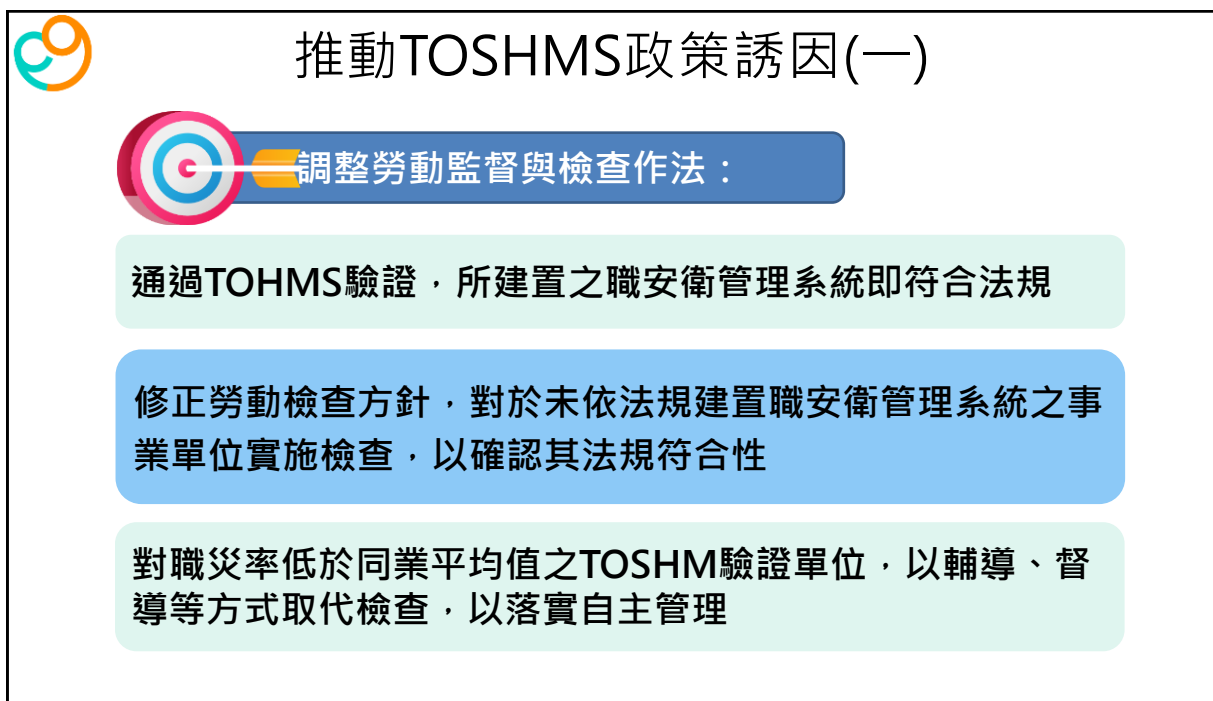 推動TOSHMS政策誘因(一)
調整勞動監督與檢查作法：
通過TOHMS驗證，所建置之職安衛管理系統即符合法規
修正勞動檢查方針，對於未依法規建置職安衛管理系統之事
業單位實施檢查，以確認其法規符合性
對職災率低於同業平均值之TOSHM驗證單位，以輔導、督
導等方式取代檢查，以落實自主管理